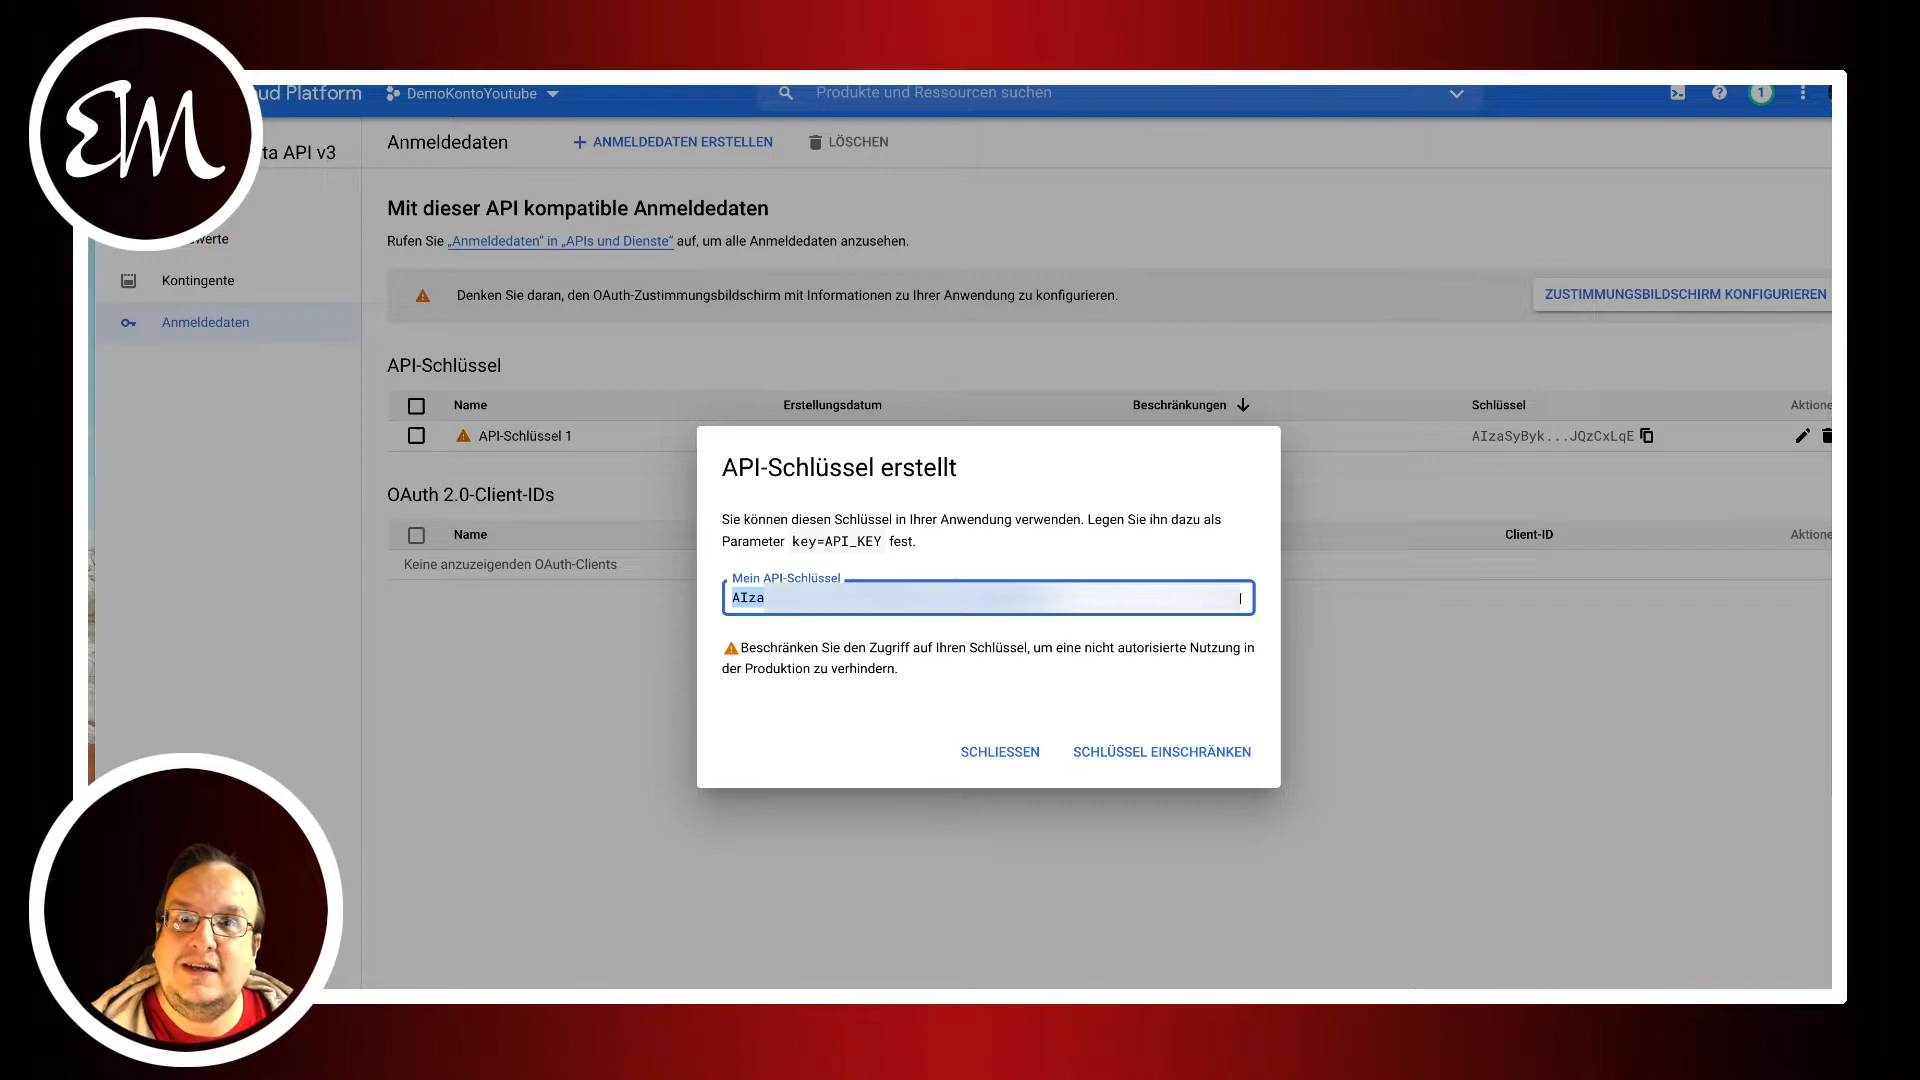 EM
ud Platform
DemoKontoYoutube
Produkte und Ressourcen suchen
1
ta API v3
Anmeldedaten
ANMELDEDATEN ERSTELLEN
LÖSCHEN
Mit dieser API kompatible Anmeldedaten
Rufen Sie „Anmeldedaten“ in „APIs und Dienste“ auf, um alle Anmeldedaten anzusehen.
werte
Kontingente
Anmeldedaten
Denken Sie daran, den OAuth-Zustimmungsbildschirm mit Informationen zu Ihrer Anwendung zu konfigurieren.
ZUSTIMMUNGSBILDSCHIRM KONFIGURIEREN
API-Schlüssel
Name Erstellungsdatum Beschränkungen Schlüssel Aktione
API-Schlüssel 1 AIzaSyByk...JQzCxLqE
OAuth 2.0-Client-IDs
Name Client-ID Aktione
Keine anzuzeigenden OAuth-Clients
API-Schlüssel erstellt
Sie können diesen Schlüssel in Ihrer Anwendung verwenden. Legen Sie ihn dazu als
Parameter key=API_KEY fest.
Mein API-Schlüssel
AIza
Beschränken Sie den Zugriff auf Ihren Schlüssel, um eine nicht autorisierte Nutzung in
der Produktion zu verhindern.
SCHLIESSEN SCHLÜSSEL EINSCHRÄNKEN